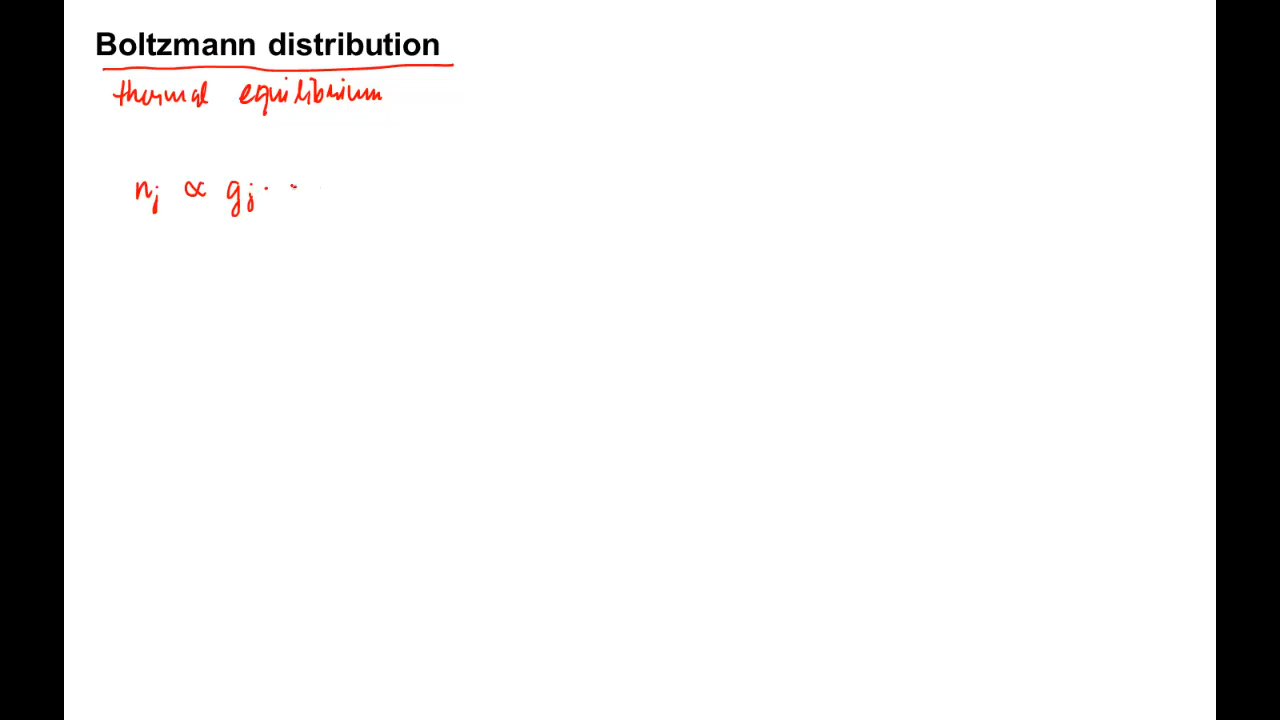 Boltzmann distribution
thermal equilibrium
nⱼ ∝ gⱼ ·